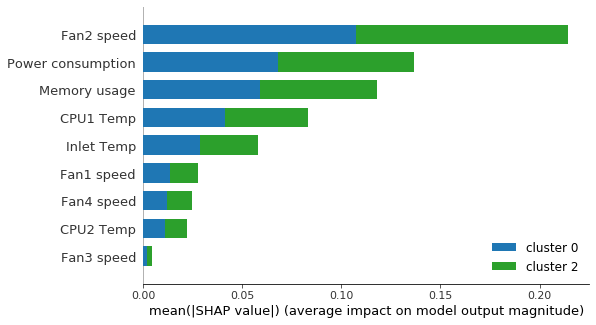 Fan2 speed
Power consumption
Memory usage
CPU1 Temp
Inlet Temp
Fan1 speed
Fan4 speed
CPU2 Temp
Fan3 speed
cluster 0
cluster 2
0.00 0.05 0.10 0.15 0.20
mean(|SHAP value|) (average impact on model output magnitude)